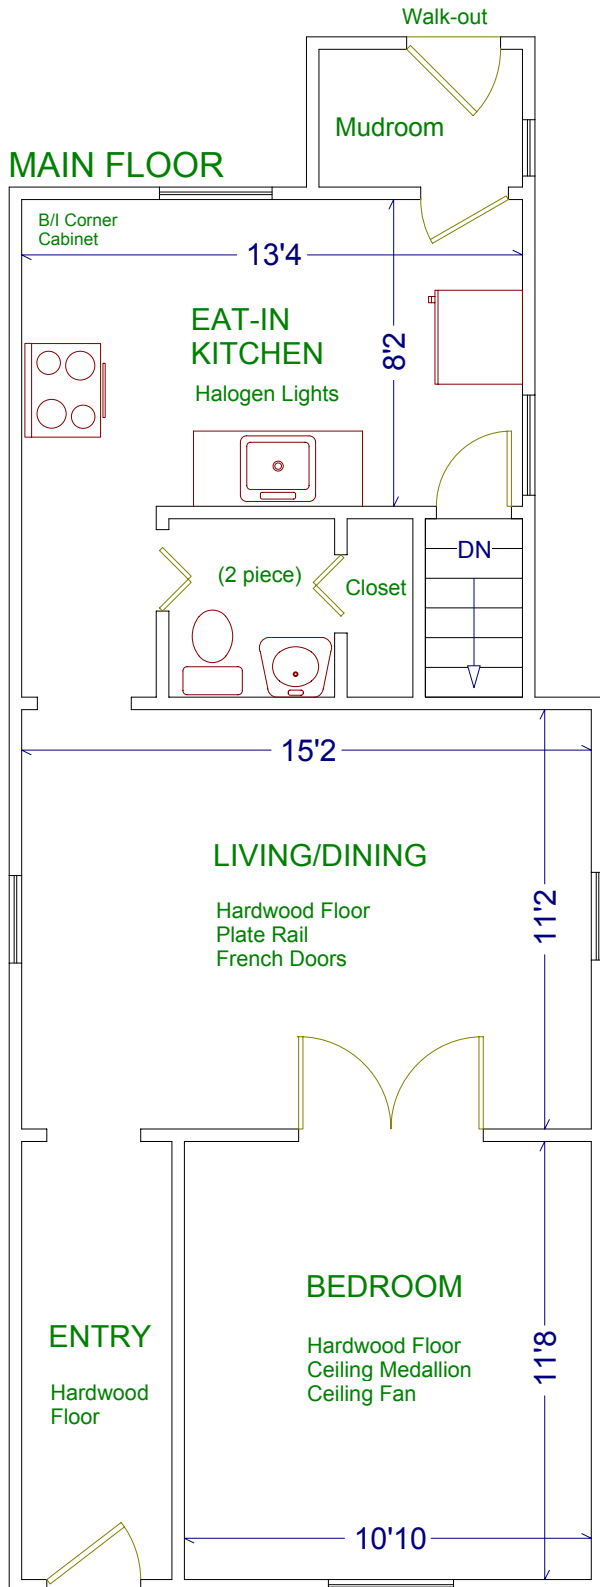 Walk-out
Mudroom
MAIN FLOOR
B/I Corner
Cabinet
13'4
EAT-IN
KITCHEN
8'2
Halogen Lights
DN
(2 piece)
Closet
15'2
LIVING/DINING
11'2
Hardwood Floor
Plate Rail
French Doors
BEDROOM
ENTRY
Hardwood Floor
Ceiling Medallion
Ceiling Fan
11'8
Hardwood
Floor
10'10